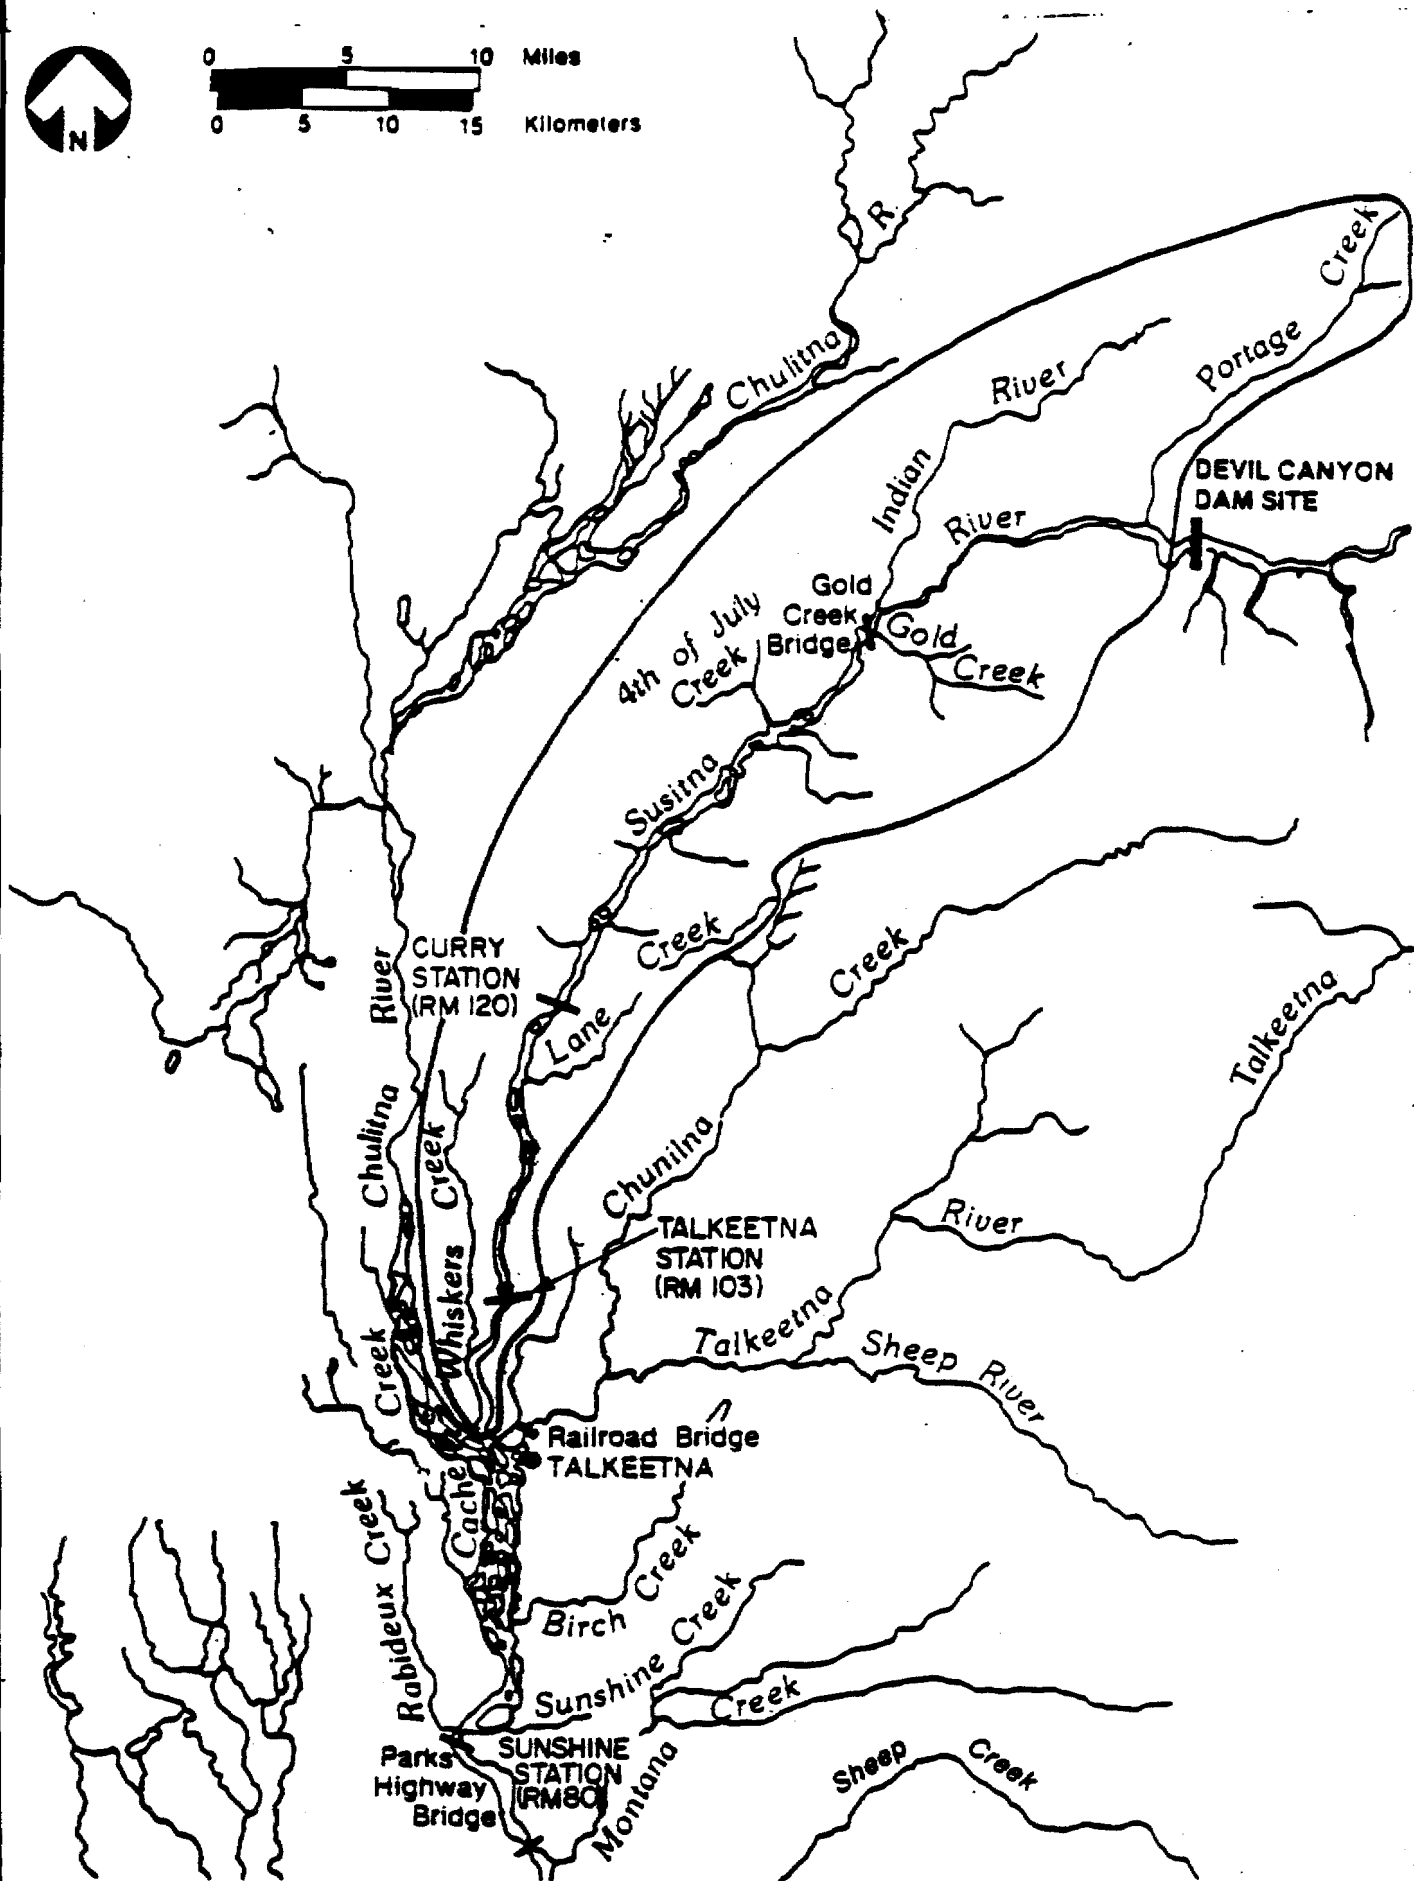 0 5 10 Miles
0 5 10 15 Kilometers
N
R.
Creek
Portage
Chulitna
River
Indian
DEVIL CANYON
DAM SITE
River
Gold
Creek
Bridge
Gold
Creek
4th of July
Creek
Susitna
Creek
Creek
CURRY
STATION
(RM 120)
River
Lane
Talkeetna
Chulitna
Creek
Chunilna
River
TALKEETNA
STATION
(RM 103)
Whiskers
Talkeetna
Sheep River
Creek
Railroad Bridge
TALKEETNA
Cache
Rabideux Creek
Birch Creek
Sunshine Creek
Creek
SUNSHINE
STATION
(RM80)
Parks
Highway
Bridge
Montana
Sheep Creek